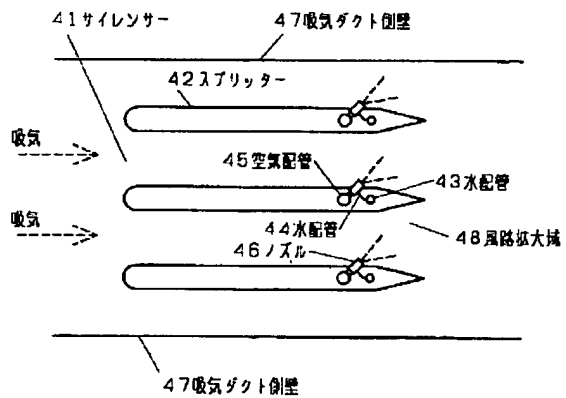 41サイレンサー
47吸気ダクト側壁
42スプリッター
吸気
45空気配管
43水配管
吸気
44水配管
48風路拡大域
46ノズル
47吸気ダクト側壁